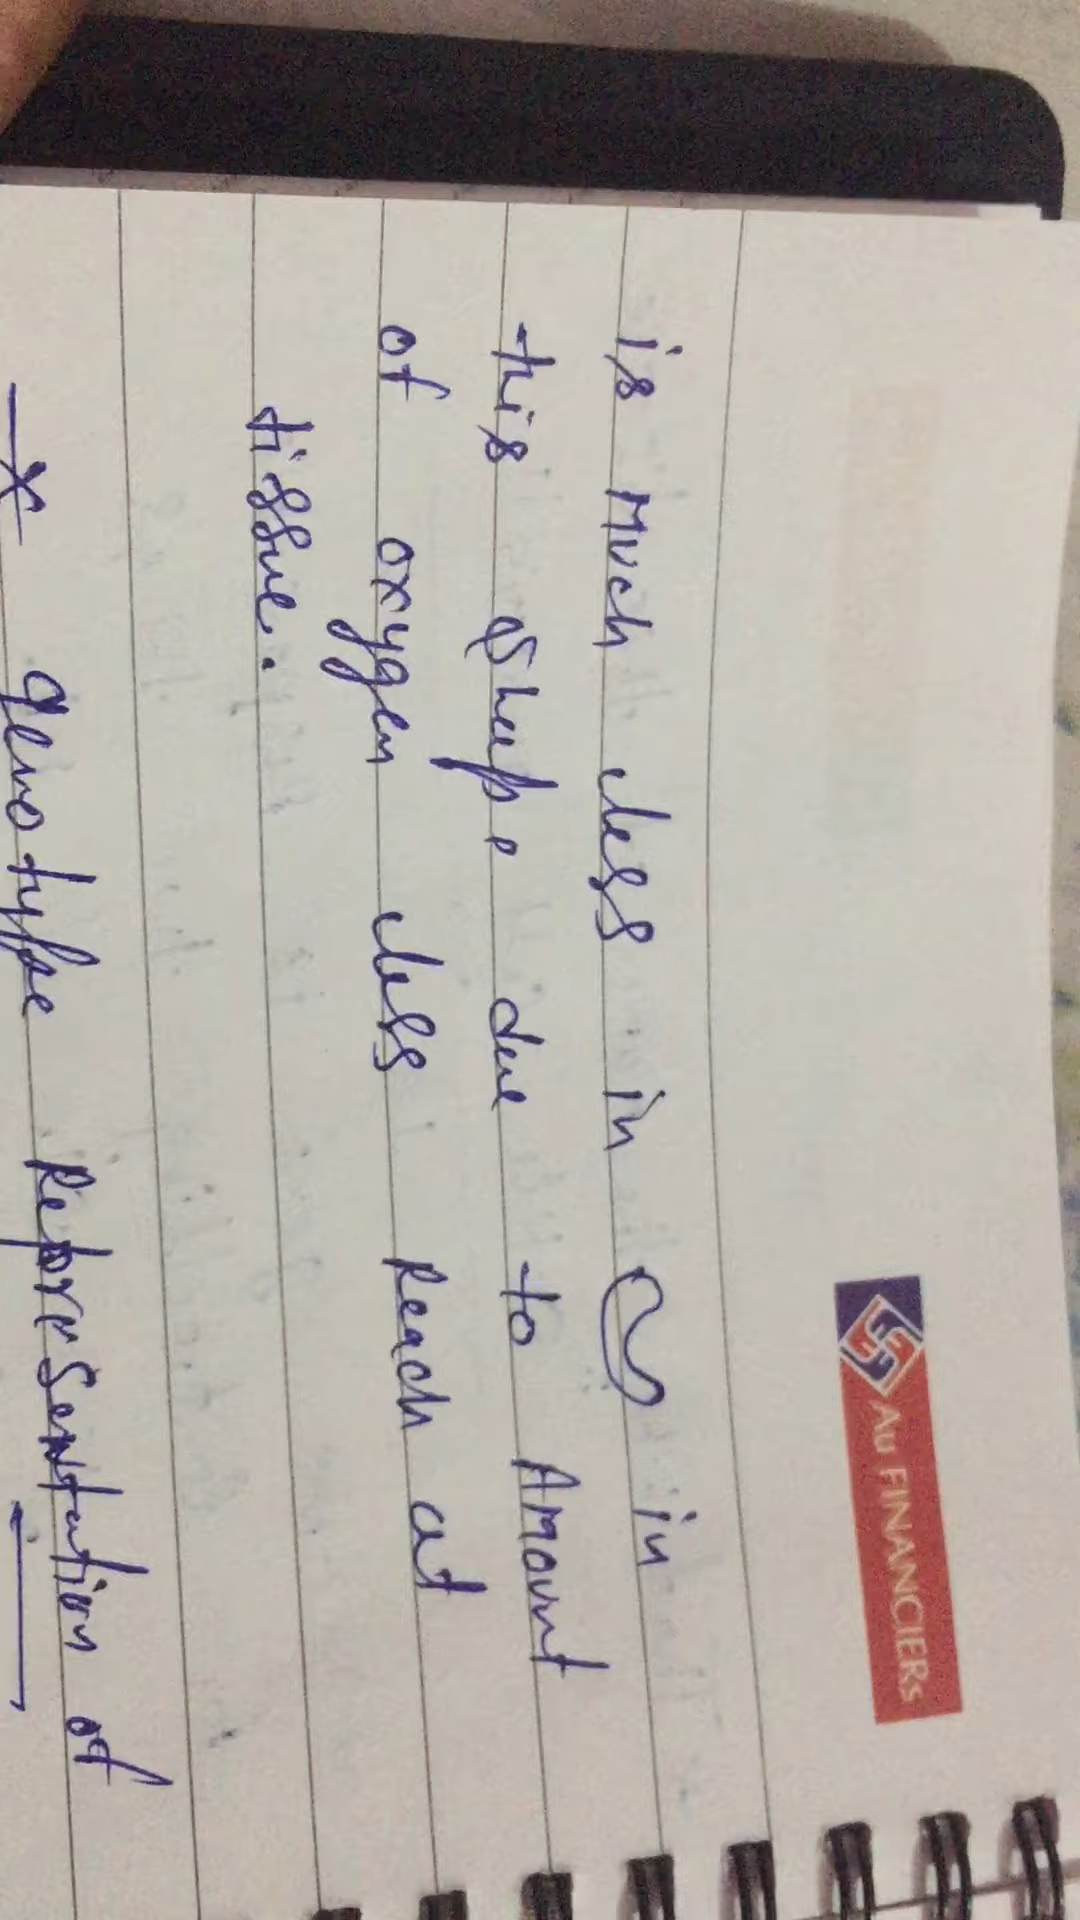 AU FINANCIERS
is Much less in in
this shape due to Amount
of oxygen less Reach at
tissue.
genotype Reprsentation of